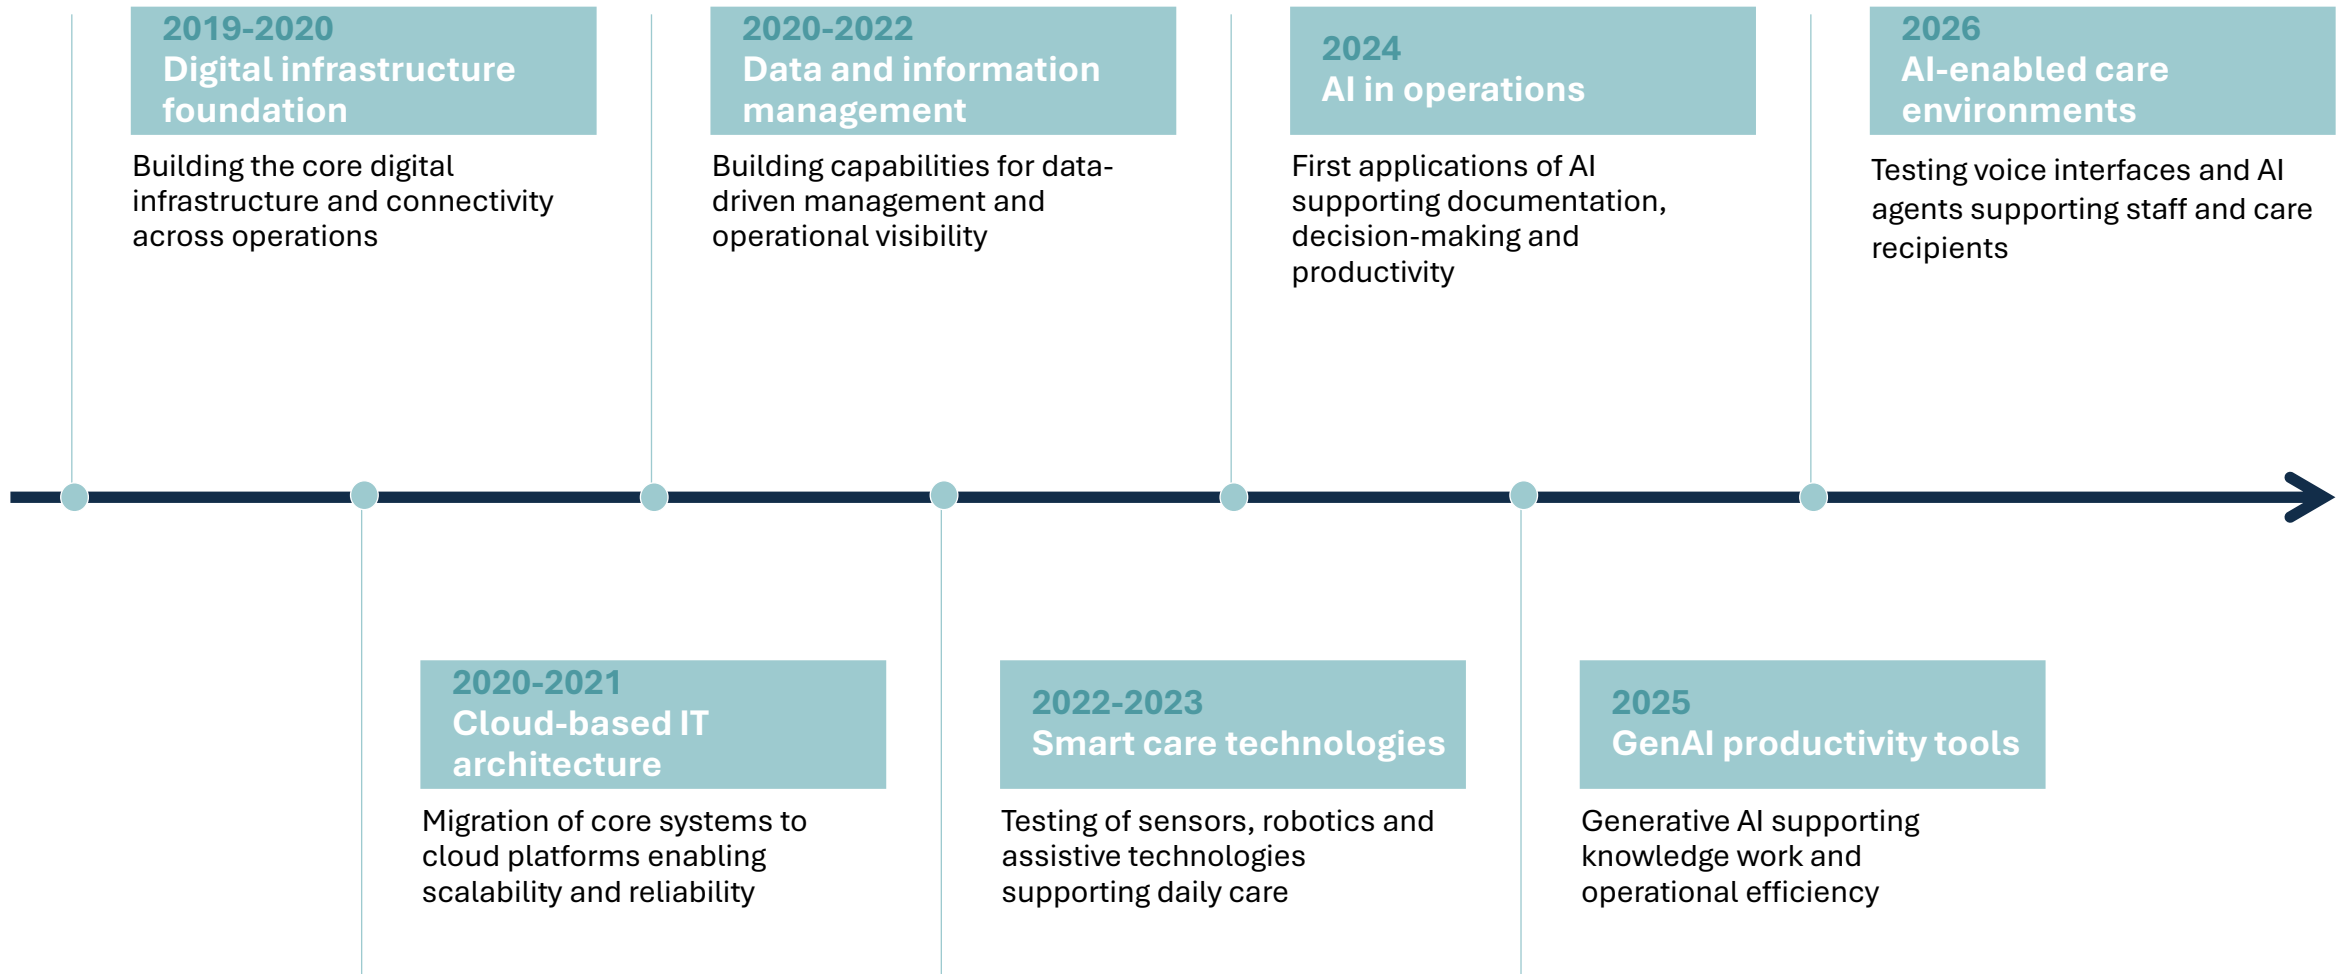 2019-2020
Digital infrastructure
foundation
Building the core digital
infrastructure and connectivity
across operations
2020-2022
Data and information
management
Building capabilities for data-
driven management and
operational visibility
2024
AI in operations
First applications of AI
supporting documentation,
decision-making and
productivity
2026
AI-enabled care
environments
Testing voice interfaces and AI
agents supporting staff and care
recipients
2020-2021
Cloud-based IT
architecture
Migration of core systems to
cloud platforms enabling
scalability and reliability
2022-2023
Smart care technologies
Testing of sensors, robotics and
assistive technologies
supporting daily care
2025
GenAI productivity tools
Generative AI supporting
knowledge work and
operational efficiency